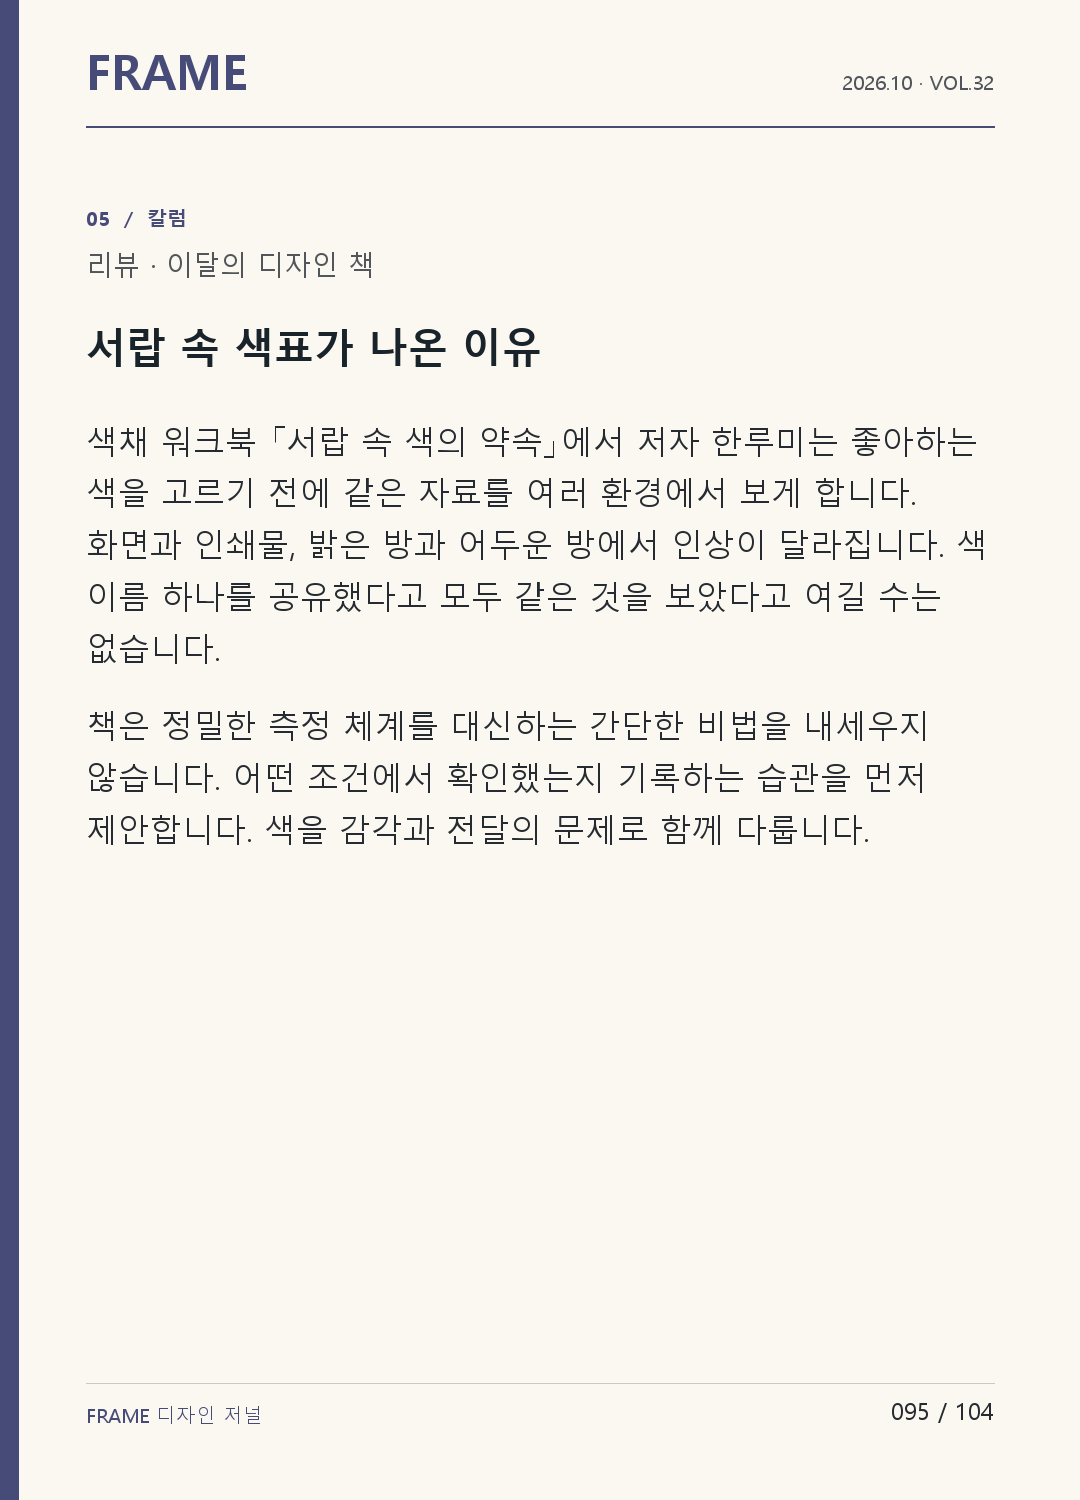 FRAME
2026.10 · VOL.32
05 / 칼럼
리뷰 · 이달의 디자인 책
서랍 속 색표가 나온 이유
색채 워크북 「서랍 속 색의 약속」에서 저자 한루미는 좋아하는
색을 고르기 전에 같은 자료를 여러 환경에서 보게 합니다.
화면과 인쇄물, 밝은 방과 어두운 방에서 인상이 달라집니다. 색
이름 하나를 공유했다고 모두 같은 것을 보았다고 여길 수는
없습니다.
책은 정밀한 측정 체계를 대신하는 간단한 비법을 내세우지
않습니다. 어떤 조건에서 확인했는지 기록하는 습관을 먼저
제안합니다. 색을 감각과 전달의 문제로 함께 다룹니다.
FRAME 디자인 저널
095 / 104